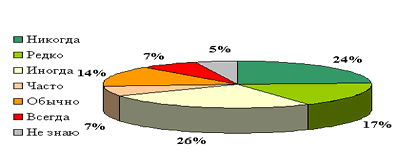 Никогда
Редко
Иногда
Часто
Обычно
Всегда
Не знаю
5%
7%
24%
14%
7%
17%
26%